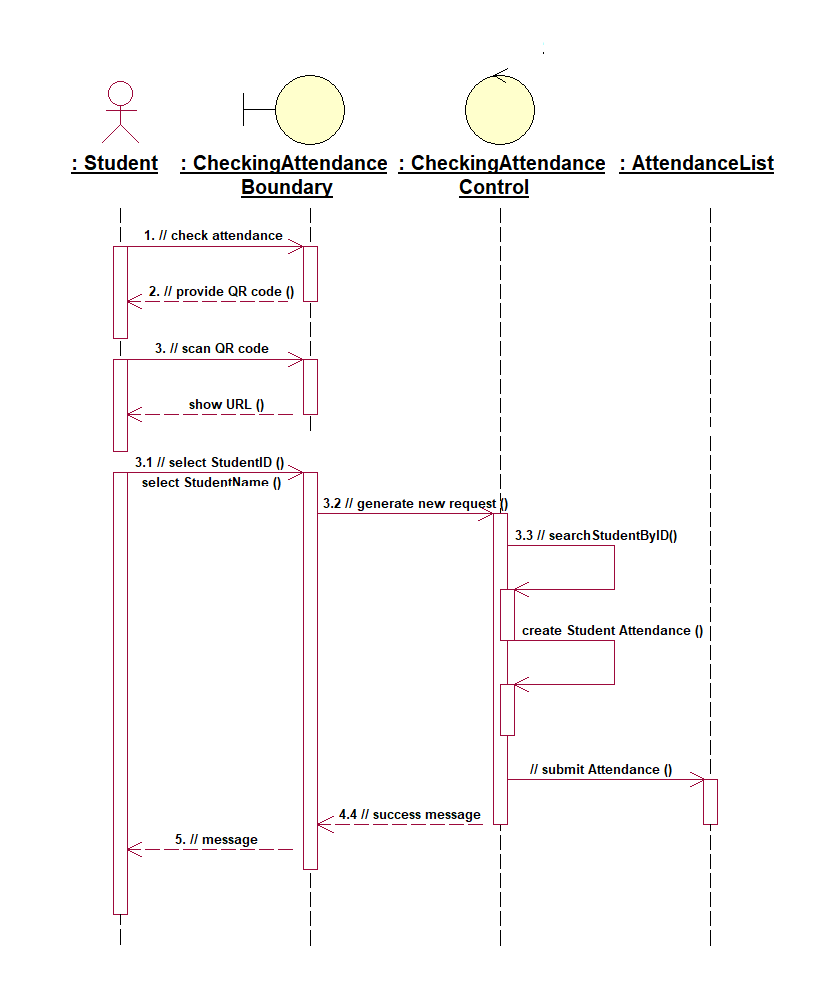 : Student
: CheckingAttendance
Boundary
: CheckingAttendance
Control
: AttendanceList
1. // check attendance
2. // provide QR code ()
3. // scan QR code
show URL ()
3.1 // select StudentID ()
select StudentName ()
3.2 // generate new request ()
3.3 // searchStudentByID()
create Student Attendance ()
// submit Attendance ()
4.4 // success message
5. // message